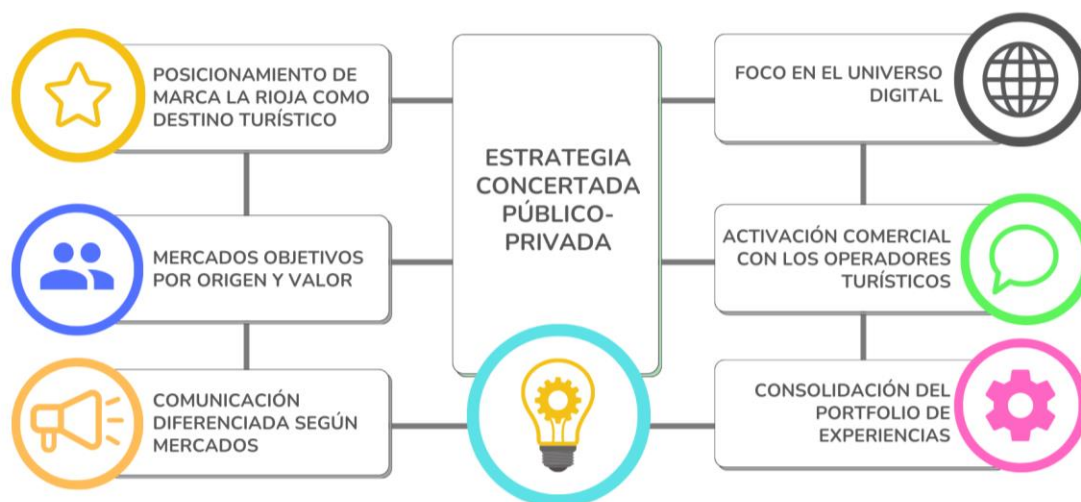 POSICIONAMIENTO DE
MARCA LA RIOJA COMO
DESTINO TURÍSTICO
MERCADOS OBJETIVOS
POR ORIGEN Y VALOR
COMUNICACIÓN
DIFERENCIADA SEGÚN
MERCADOS
ESTRATEGIA
CONCERTADA
PÚBLICO-
PRIVADA
FOCO EN EL UNIVERSO
DIGITAL
ACTIVACIÓN COMERCIAL
CON LOS OPERADORES
TURÍSTICOS
CONSOLIDACIÓN DEL
PORTFOLIO DE
EXPERIENCIAS